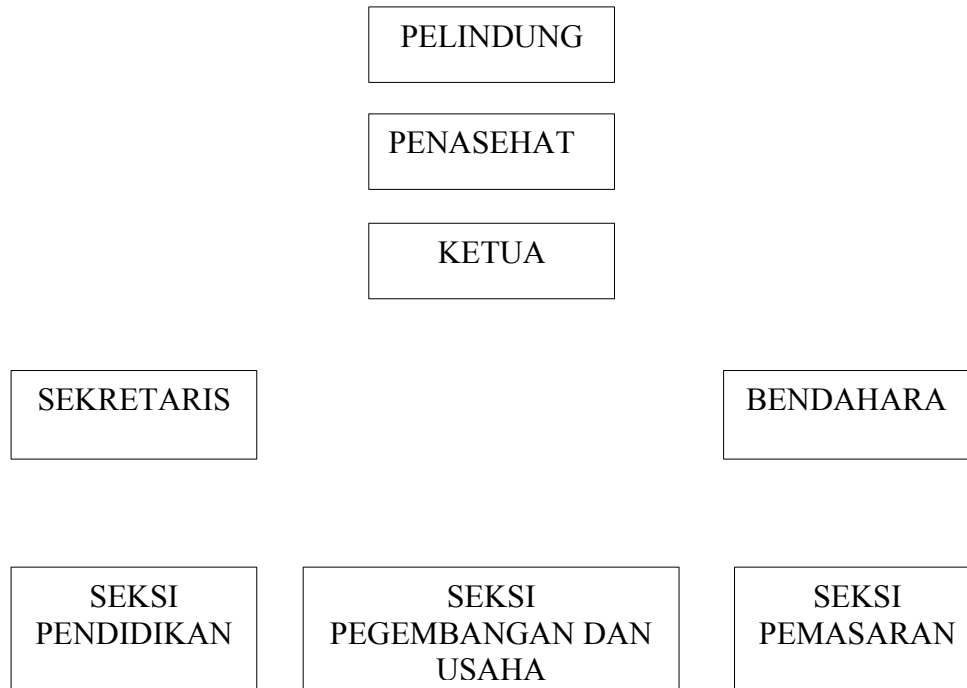 PELINDUNG
PENASEHAT
KETUA
SEKRETARIS
BENDAHARA
SEKSI
PENDIDIKAN
SEKSI
PEGEMBANGAN DAN
USAHA
SEKSI
PEMASARAN